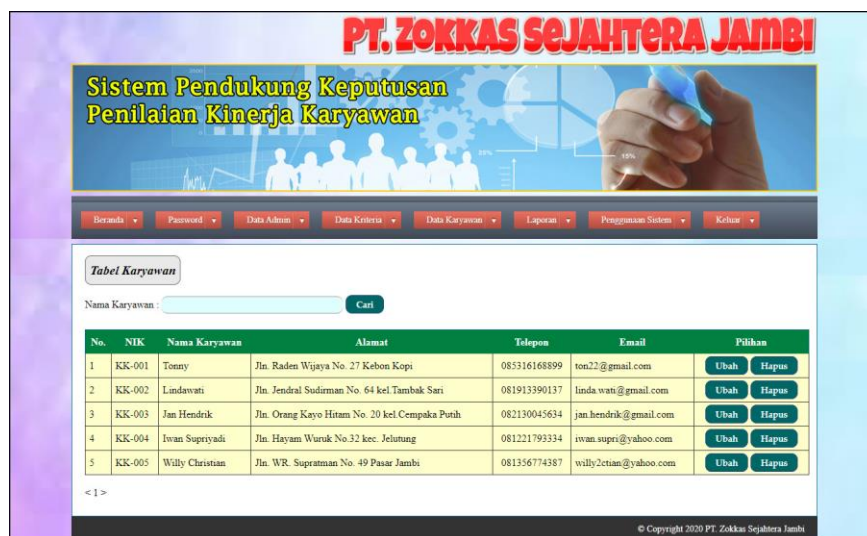 PT. ZOKKAS SEJAHTERA JAMBI
Sistem Pendukung Keputusan
Penilaian Kinerja Karyawan
20%
15%
Beranda Password Data Admin Data Kriteria Data Karyawan Laporan Penggunaan Sistem Keluar
Tabel Karyawan
Nama Karyawan : Cari
No. NIK Nama Karyawan Alamat Telepon Email Pilihan
1 KK-001 Tonny Jln. Raden Wijaya No. 27 Kebon Kopi 085316168899 ton22@gmail.com Ubah Hapus
2 KK-002 Lindawati Jln. Jendral Sudirman No. 64 kel.Tambak Sari 081913390137 linda.wati@gmail.com Ubah Hapus
3 KK-003 Jan Hendrik Jln. Orang Kayo Hitam No. 20 kel.Cempaka Putih 082130045634 jan.hendrik@gmail.com Ubah Hapus
4 KK-004 Iwan Supriyadi Jln. Hayam Wuruk No.32 kec. Jelutung 081221793334 iwan.supri@yahoo.com Ubah Hapus
5 KK-005 Willy Christian Jln. WR. Supratman No. 49 Pasar Jambi 081356774387 willy2ctian@yahoo.com Ubah Hapus
< 1 >
© Copyright 2020 PT. Zokkas Sejahtera Jambi